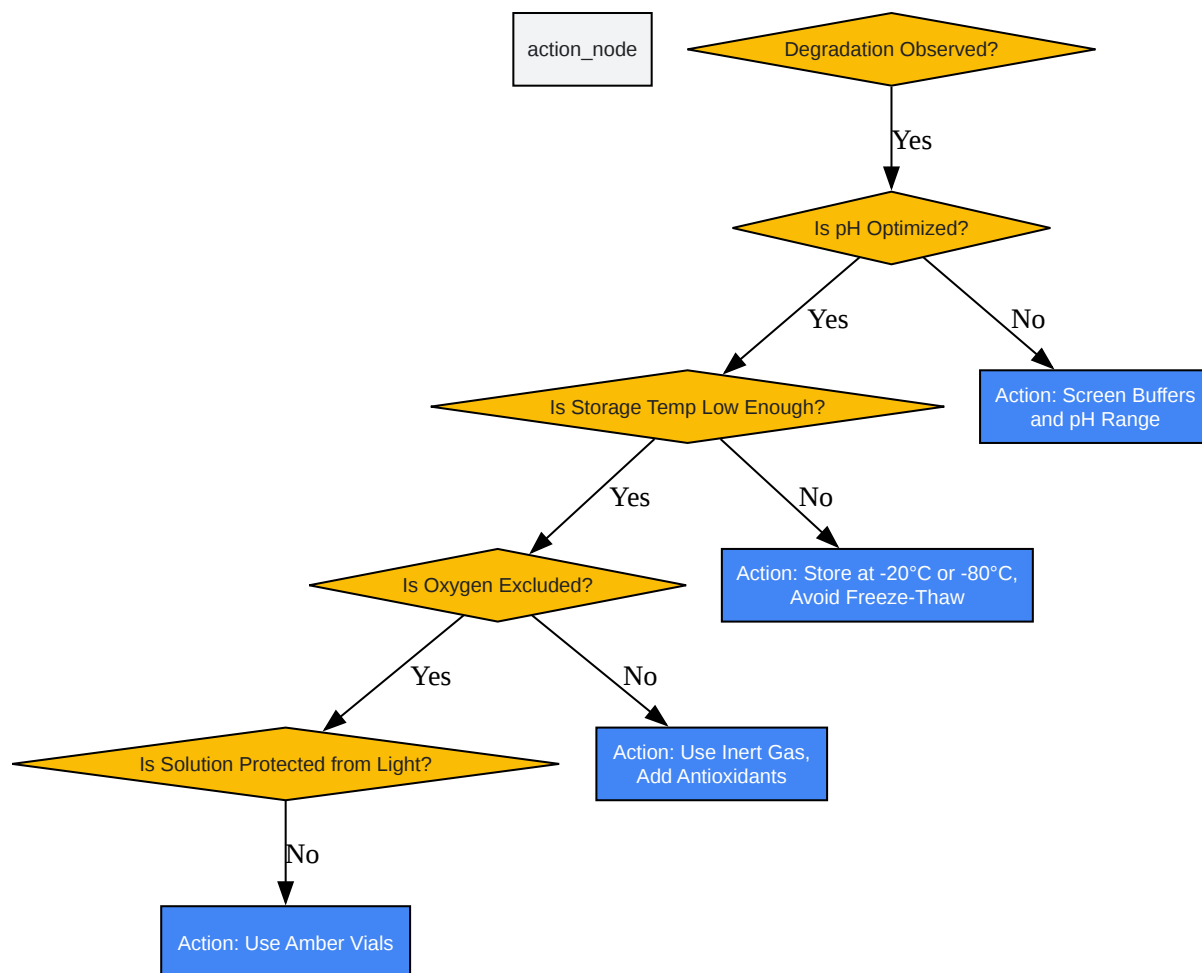 action_node
Degradation Observed?
Yes
Is pH Optimized?
Yes
No
Is Storage Temp Low Enough?
Action: Screen Buffers
and pH Range
Yes
No
Is Oxygen Excluded?
Action: Store at -20°C or -80°C,
Avoid Freeze-Thaw
Yes
No
Is Solution Protected from Light?
Action: Use Inert Gas,
Add Antioxidants
No
Action: Use Amber Vials